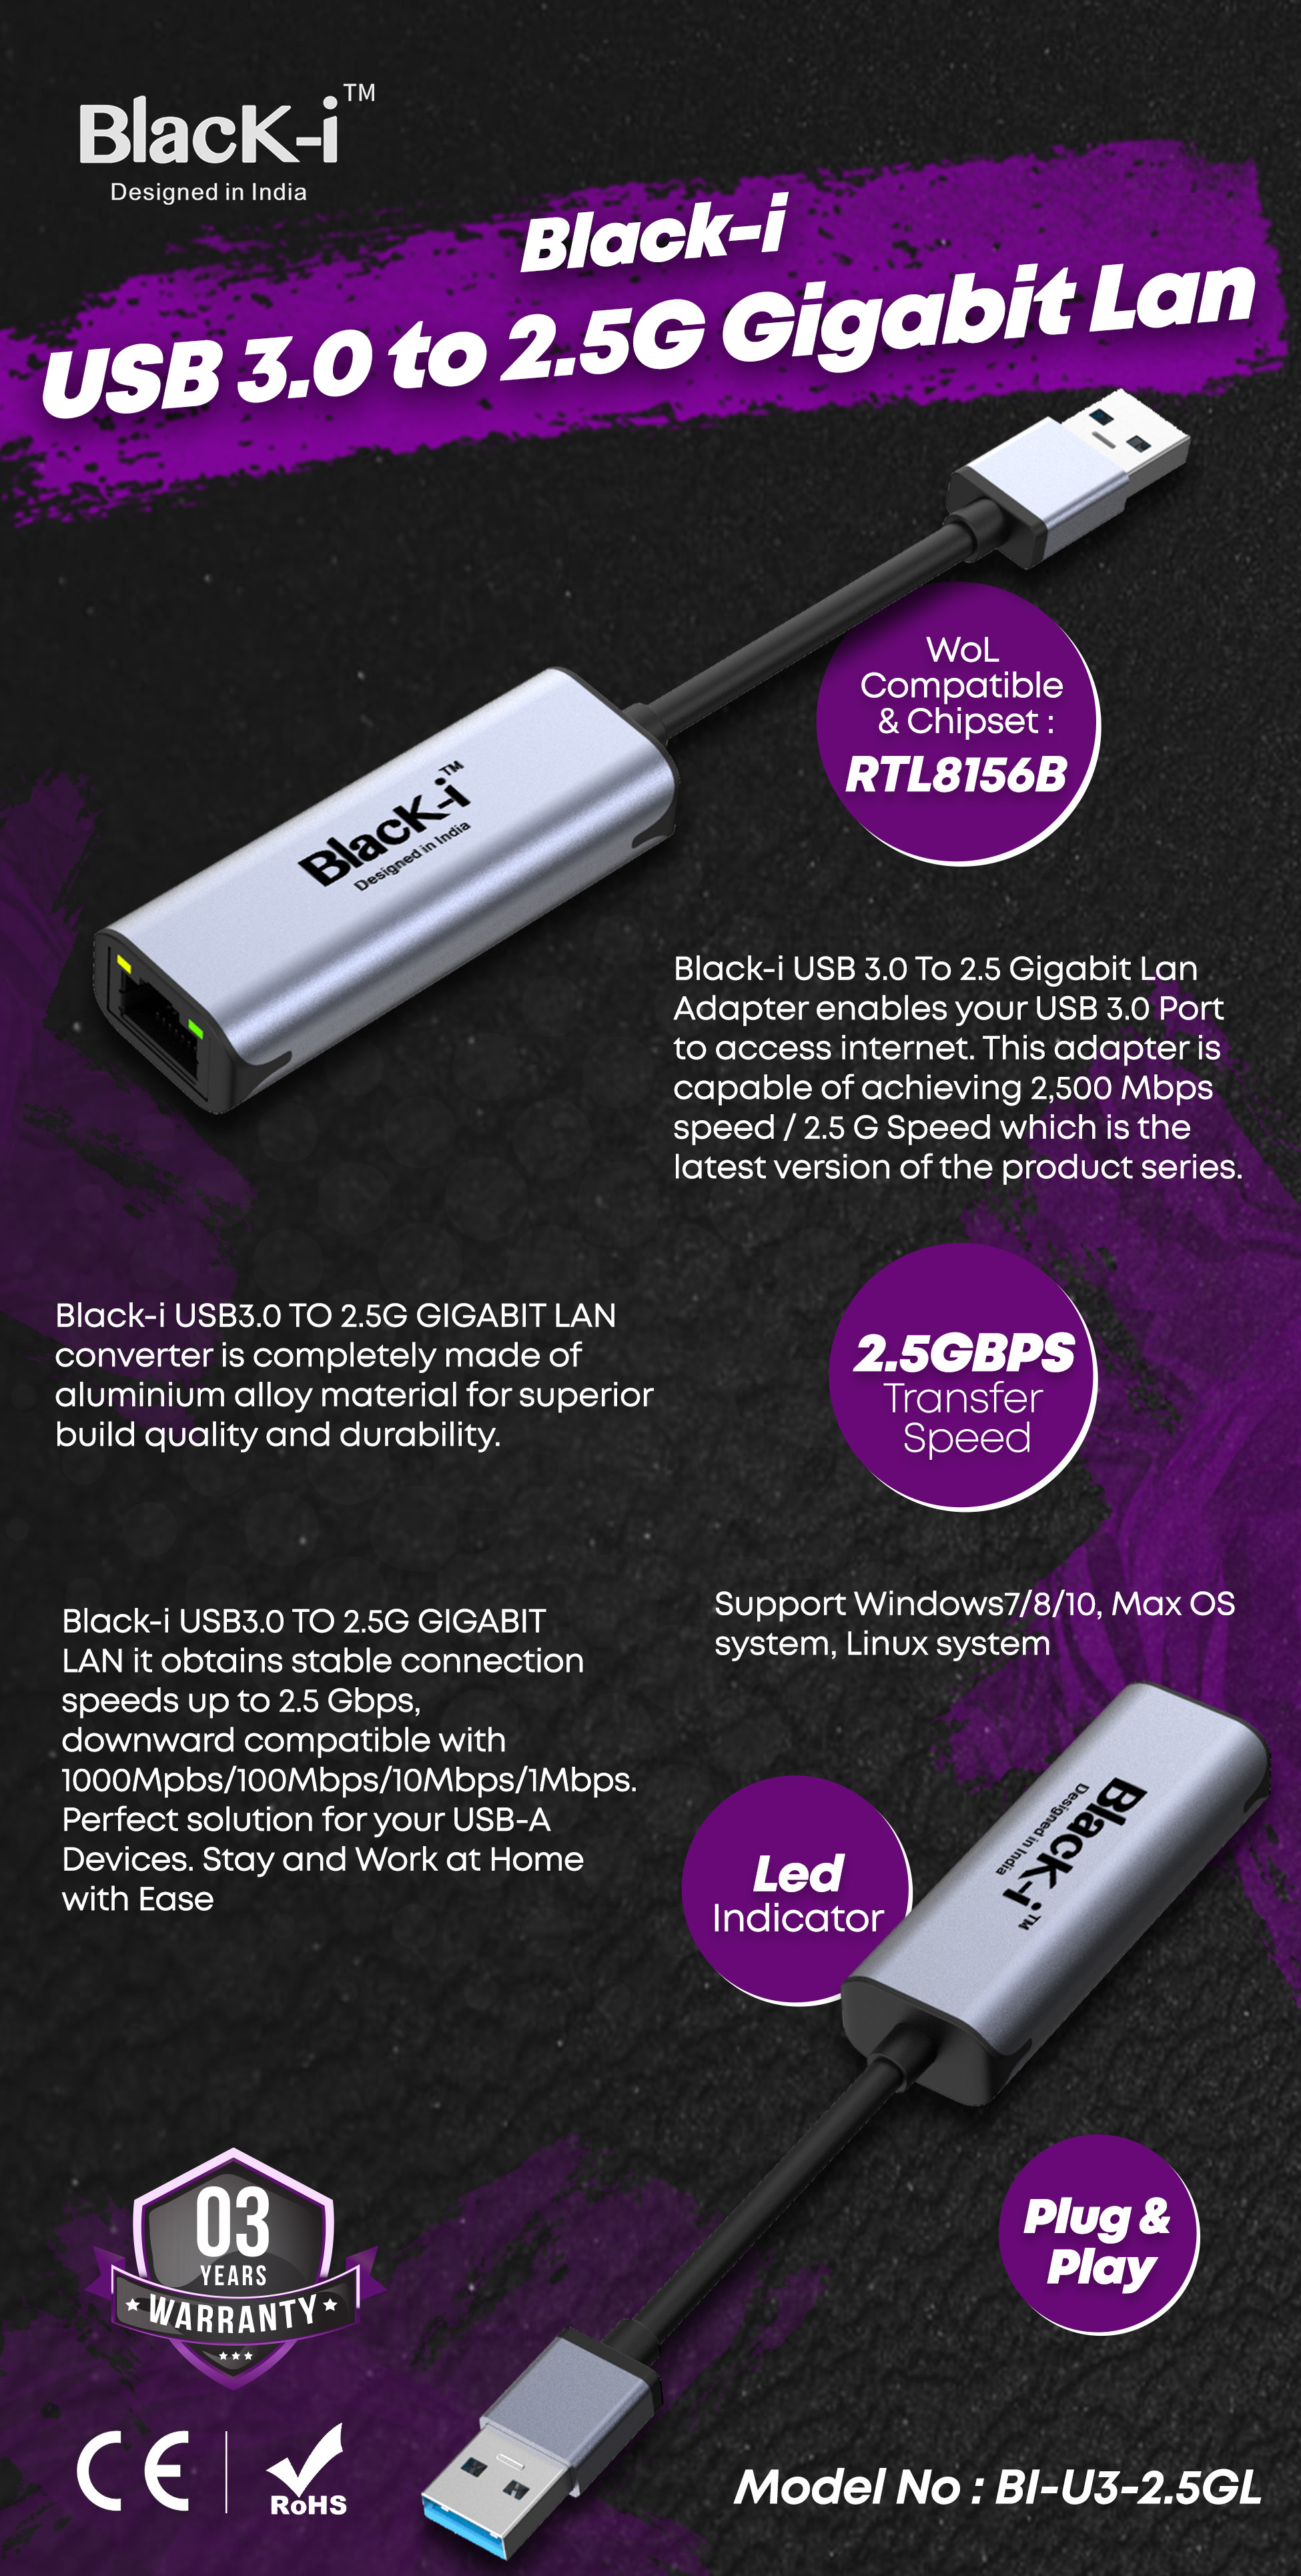 BlacK-i™
Designed in India
Black-i
USB 3.0 to 2.5G Gigabit Lan
WoL
Compatible
& Chipset :
RTL8156B
BlacK-i™
Designed in India
Black-i USB 3.0 To 2.5 Gigabit Lan
Adapter enables your USB 3.0 Port
to access internet. This adapter is
capable of achieving 2,500 Mbps
speed / 2.5 G Speed which is the
latest version of the product series.
Black-i USB3.0 TO 2.5G GIGABIT LAN
converter is completely made of
aluminium alloy material for superior
build quality and durability.
2.5GBPS
Transfer
Speed
Black-i USB3.0 TO 2.5G GIGABIT
LAN it obtains stable connection
speeds up to 2.5 Gbps,
downward compatible with
1000Mpbs/100Mbps/10Mbps/1Mbps.
Perfect solution for your USB-A
Devices. Stay and Work at Home
with Ease
Support Windows7/8/10, Max OS
system, Linux system
Led
Indicator
BlacK-i™
Designed in India
Plug &
Play
03
YEARS
WARRANTY
CE
RoHS
Model No : BI-U3-2.5GL